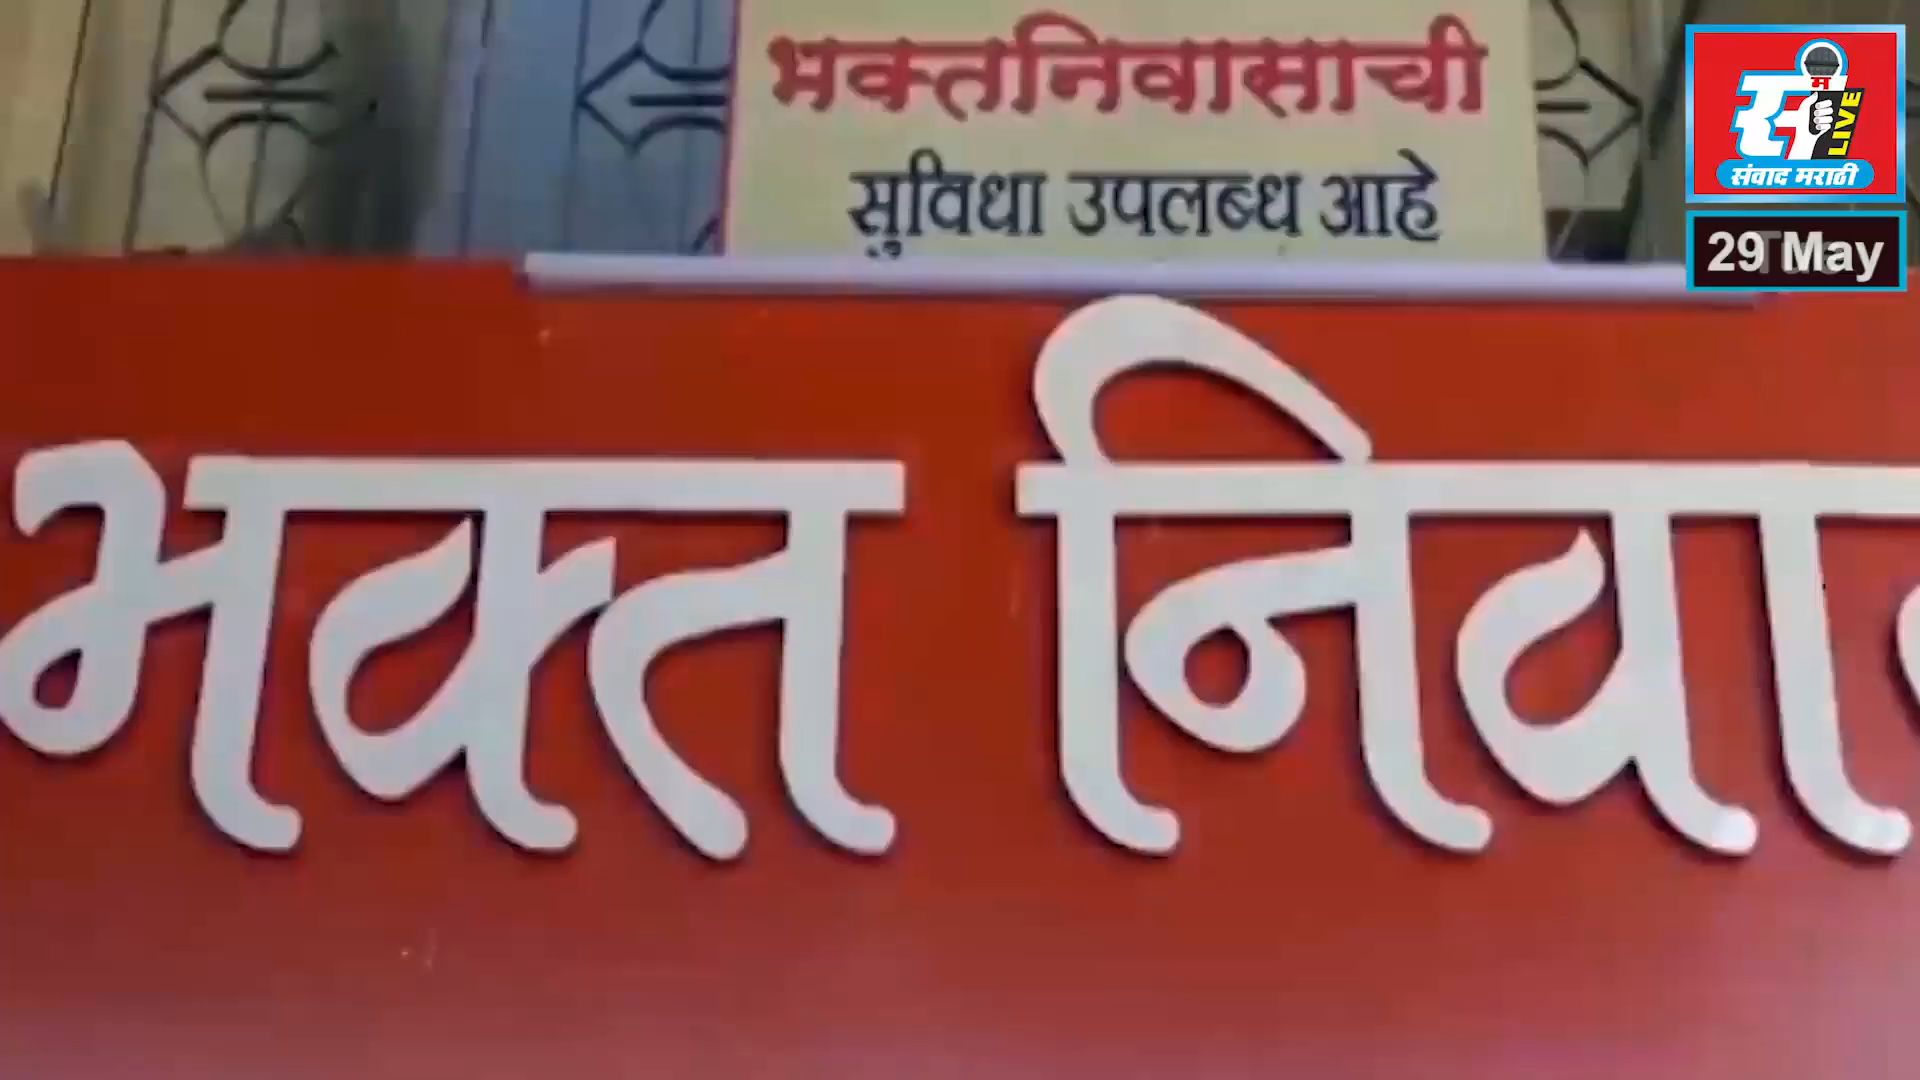 भक्तनिवासाची
सुविधा उपलब्ध आहे
स
म
LIVE
संवाद मराठी
29 May
भक्त निवा